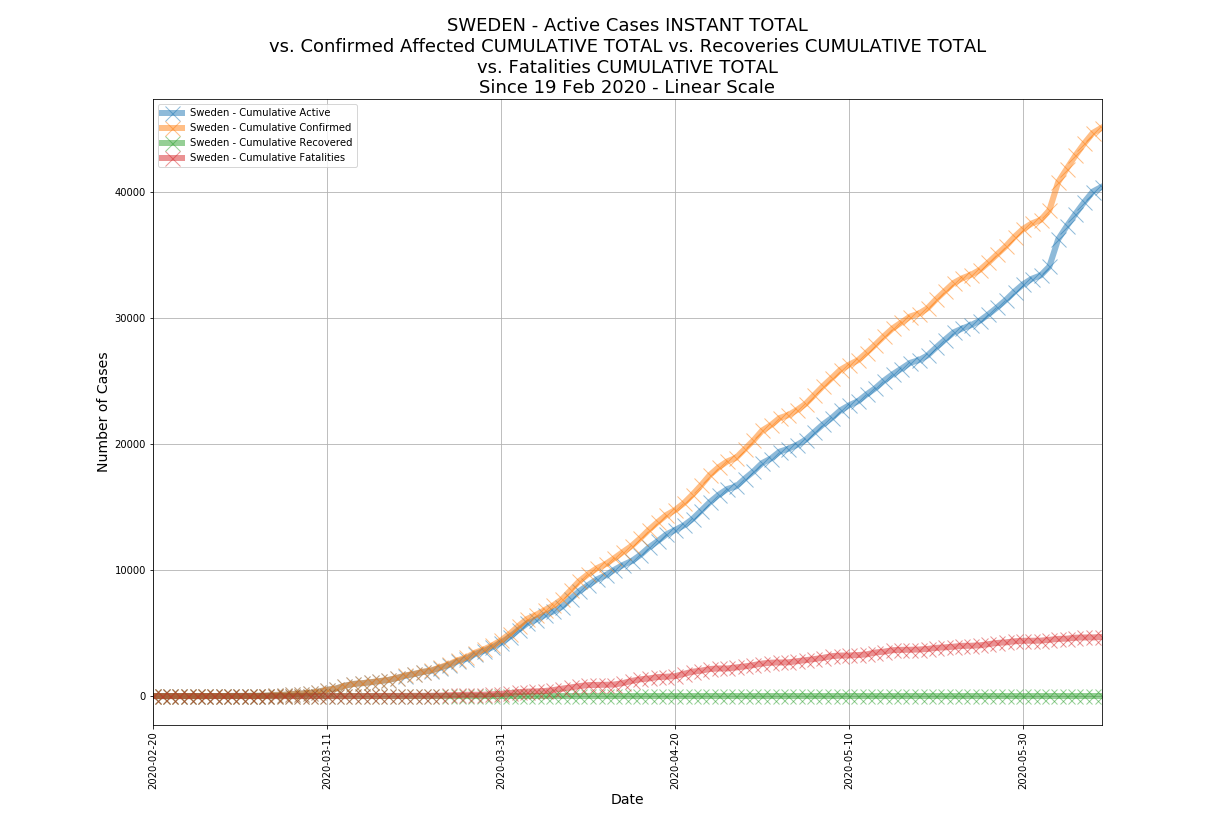 SWEDEN - Active Cases INSTANT TOTAL
vs. Confirmed Affected CUMULATIVE TOTAL vs. Recoveries CUMULATIVE TOTAL
vs. Fatalities CUMULATIVE TOTAL
Since 19 Feb 2020 - Linear Scale
Sweden - Cumulative Active
Sweden - Cumulative Confirmed
Sweden - Cumulative Recovered
Sweden - Cumulative Fatalities
Number of Cases
40000
30000
20000
10000
0
2020-02-20
2020-03-11
2020-03-31
2020-04-20
2020-05-10
2020-05-30
Date